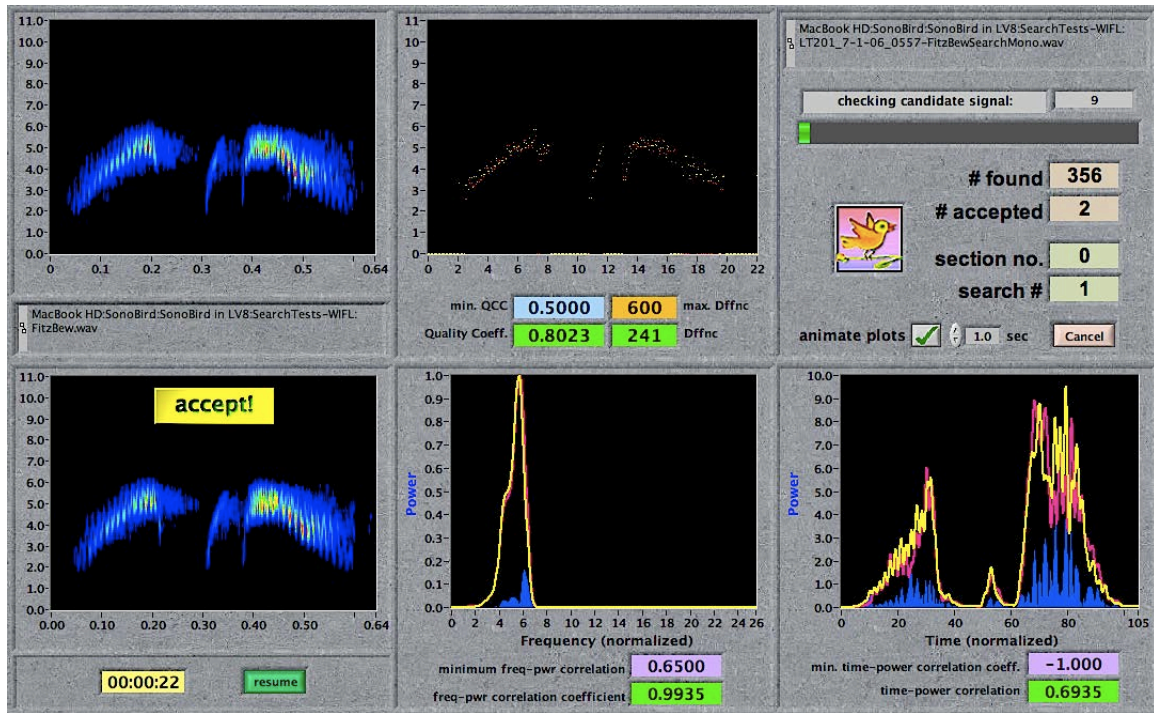 11.0
10.0
9.0
8.0
7.0
6.0
5.0
4.0
3.0
2.0
1.0
0.0
0 0.1 0.2 0.3 0.4 0.5 0.64
MacBook HD:SonoBird:SonoBird in LV8:SearchTests-WIFL:
FitzBew.wav
11
10
9
8
7
6
5
4
3
2
1
0
0 2 4 6 8 10 12 14 16 18 20 22
min. QCC 0.5000 600 max. Dffnc
Quality Coeff. 0.8023 241 Dffnc
MacBook HD:SonoBird:SonoBird in LV8:SearchTests-WIFL:
LT201_7-1-06_0557-FitzBewSearchMono.wav
checking candidate signal: 9
# found 356
# accepted 2
section no. 0
search # 1
animate plots 1.0 sec Cancel
11.0
10.0
9.0
8.0
7.0
6.0
5.0
4.0
3.0
2.0
1.0
0.0
accept!
0.00 0.10 0.20 0.30 0.40 0.50 0.64
00:00:22 resume
Power
1.0
0.9
0.8
0.7
0.6
0.5
0.4
0.3
0.2
0.1
0.0
0 2 4 6 8 10 12 14 16 18 20 22 24 26
Frequency (normalized)
minimum freq-pwr correlation 0.6500
freq-pwr correlation coefficient 0.9935
Power
10.0
9.0
8.0
7.0
6.0
5.0
4.0
3.0
2.0
1.0
0.0
0 20 40 60 80 105
Time (normalized)
min. time-power correlation coeff. -1.000
time-power correlation 0.6935